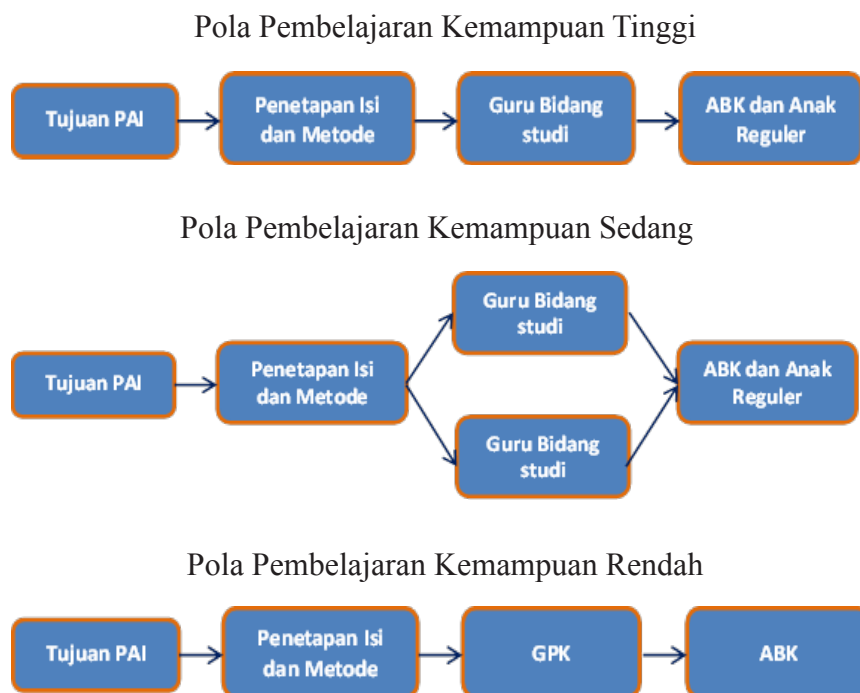 Pola Pembelajaran Kemampuan Tinggi
Tujuan PAI
Penetapan Isi
dan Metode
Guru Bidang
studi
ABK dan Anak
Reguler
Pola Pembelajaran Kemampuan Sedang
Tujuan PAI
Penetapan Isi
dan Metode
Guru Bidang
studi
Guru Bidang
studi
ABK dan Anak
Reguler
Pola Pembelajaran Kemampuan Rendah
Tujuan PAI
Penetapan Isi
dan Metode
GPK
ABK